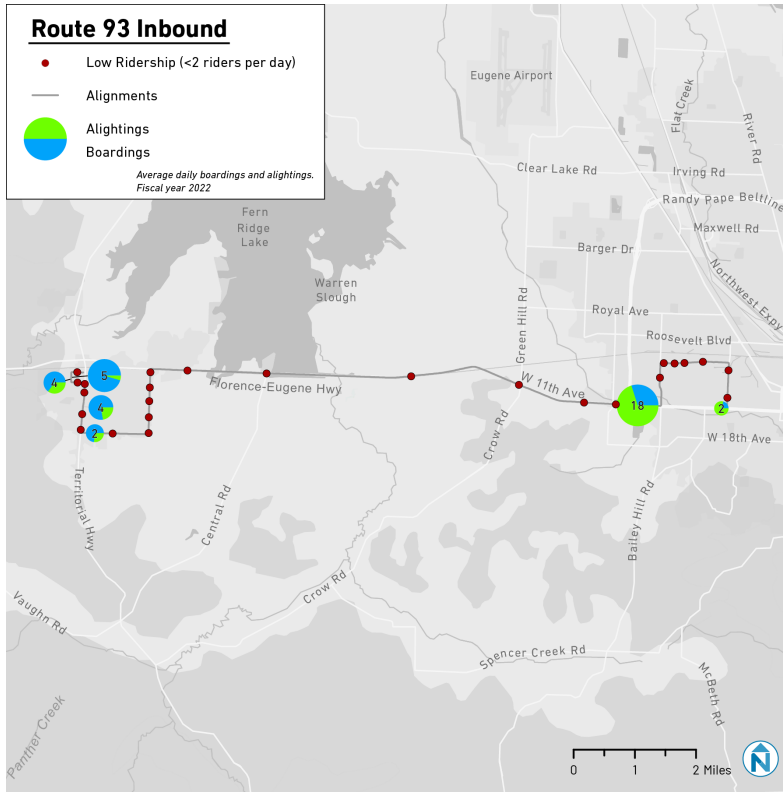 Route 93 Inbound
Low Ridership (<2 riders per day)
Alignments
Alightings
Boardings
Average daily boardings and alightings.
Fiscal year 2022
Eugene Airport
Flat Creek
River Rd
Clear Lake Rd
Irving Rd
Randy Pape Beltline
Maxwell Rd
Fern
Ridge
Lake
Barger Dr
Northwest Expy
Warren
Slough
Green Hill Rd
Royal Ave
Roosevelt Blvd
5
4
Florence-Eugene Hwy
W 11th Ave
4
18
2
2
Crow Rd
W 18th Ave
Territorial Hwy
Central Rd
Bailey Hill Rd
Crow Rd
Vaughn Rd
Spencer Creek Rd
McBeth Rd
Panther Creek
0 1 2 Miles
N